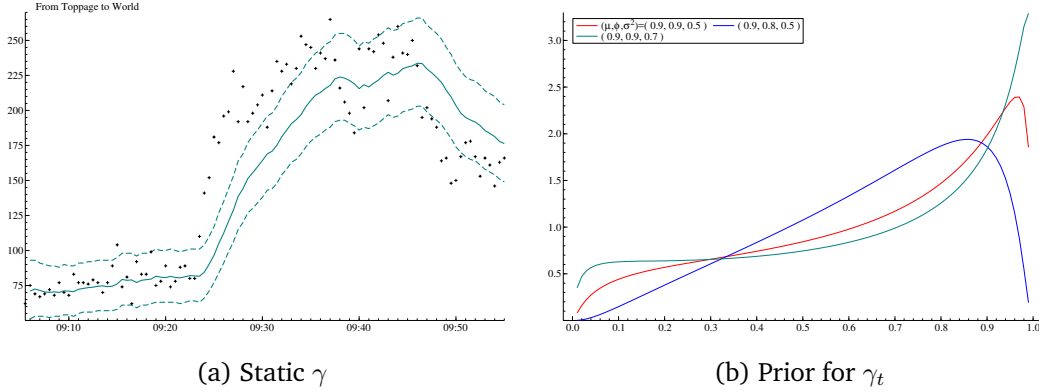 From Toppage to World
250
225
200
175
150
125
100
75
09:10 09:20 09:30 09:40 09:50
(a) Static γ
(μ,ϕ,σ²)=( 0.9, 0.9, 0.5 ) ( 0.9, 0.8, 0.5 )
( 0.9, 0.9, 0.7 )
3.0
2.5
2.0
1.5
1.0
0.5
0.0 0.1 0.2 0.3 0.4 0.5 0.6 0.7 0.8 0.9 1.0
(b) Prior for γt